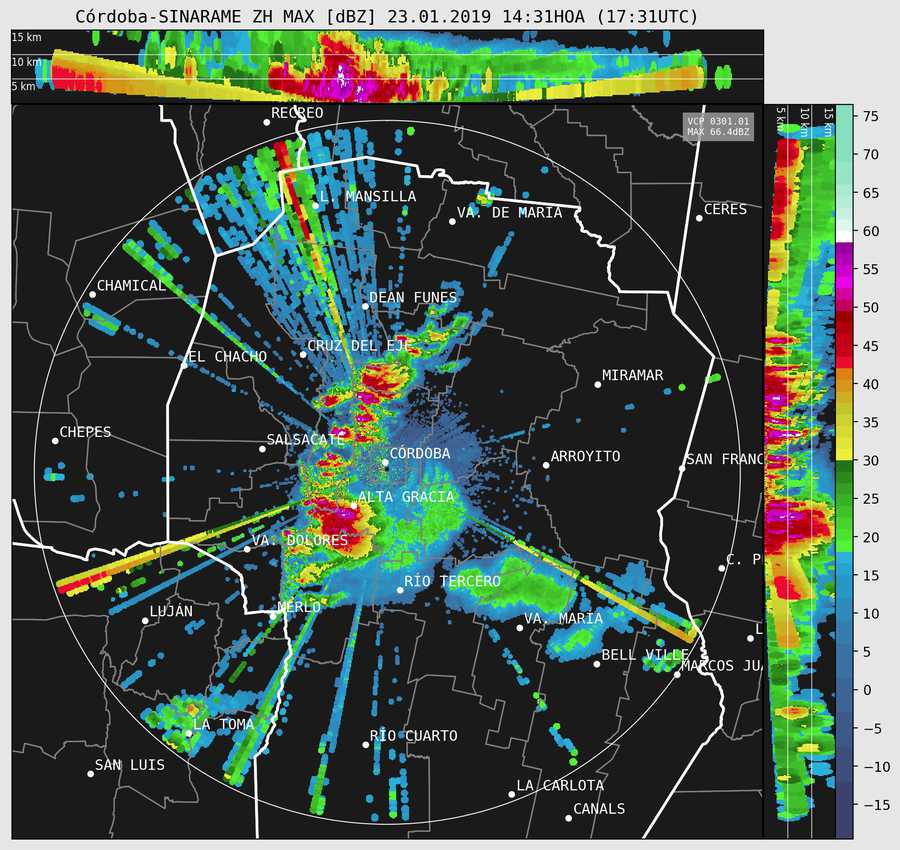 Córdoba-SINARAME ZH MAX [dBZ] 23.01.2019 14:31HOA (17:31UTC)
15 km
10 km
5 km
RECREO
VCP 0301.01
MAX 66.4dBZ
5 km
10 km
15 km
75
70
65
60
55
50
45
40
35
30
25
20
15
10
5
0
−5
−10
−15
L. MANSILLA
VA. DE MARIA
CERES
CHAMICAL
DEAN FUNES
CRUZ DEL EJE
EL CHACHO
MIRAMAR
CHEPES
SALSACATE
CÓRDOBA
ARROYITO
SAN FRANC
ALTA GRACIA
VA. DOLORES
C. P
RÍO TERCERO
LUJÁN
MERLO
VA. MARIA
L
BELL VILLE
MARCOS JU
LA TOMA
RÍO CUARTO
SAN LUIS
LA CARLOTA
CANALS